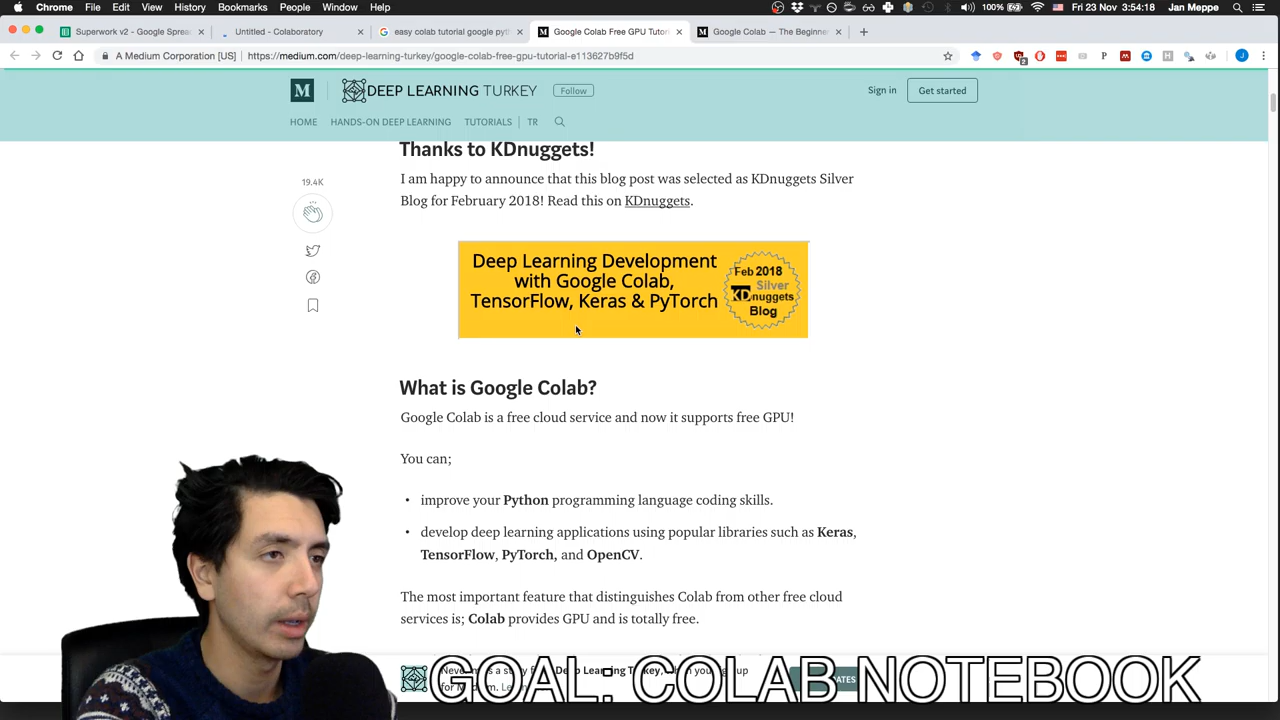 Chrome File Edit View History Bookmarks People Window Help 100% Fri 23 Nov 3:54:18 Jan Meppe
Superwork v2 - Google Sprea
Untitled - Colaboratory
easy colab tutorial google pyth
Google Colab Free GPU Tutor
Google Colab — The Beginne
A Medium Corporation [US] https://medium.com/deep-learning-turkey/google-colab-free-gpu-tutorial-e113627b9f5d
M DEEP LEARNING TURKEY Follow Sign in Get started
HOME HANDS-ON DEEP LEARNING TUTORIALS TR
Thanks to KDnuggets!
19.4K
I am happy to announce that this blog post was selected as KDnuggets Silver
Blog for February 2018! Read this on KDnuggets.
Deep Learning Development
with Google Colab,
TensorFlow, Keras & PyTorch
Feb 2018
Silver
KDnuggets
Blog
What is Google Colab?
Google Colab is a free cloud service and now it supports free GPU!
You can;
• improve your Python programming language coding skills.
• develop deep learning applications using popular libraries such as Keras,
TensorFlow, PyTorch, and OpenCV.
The most important feature that distinguishes Colab from other free cloud
services is; Colab provides GPU and is totally free.
GOAL: COLAB NOTEBOOK